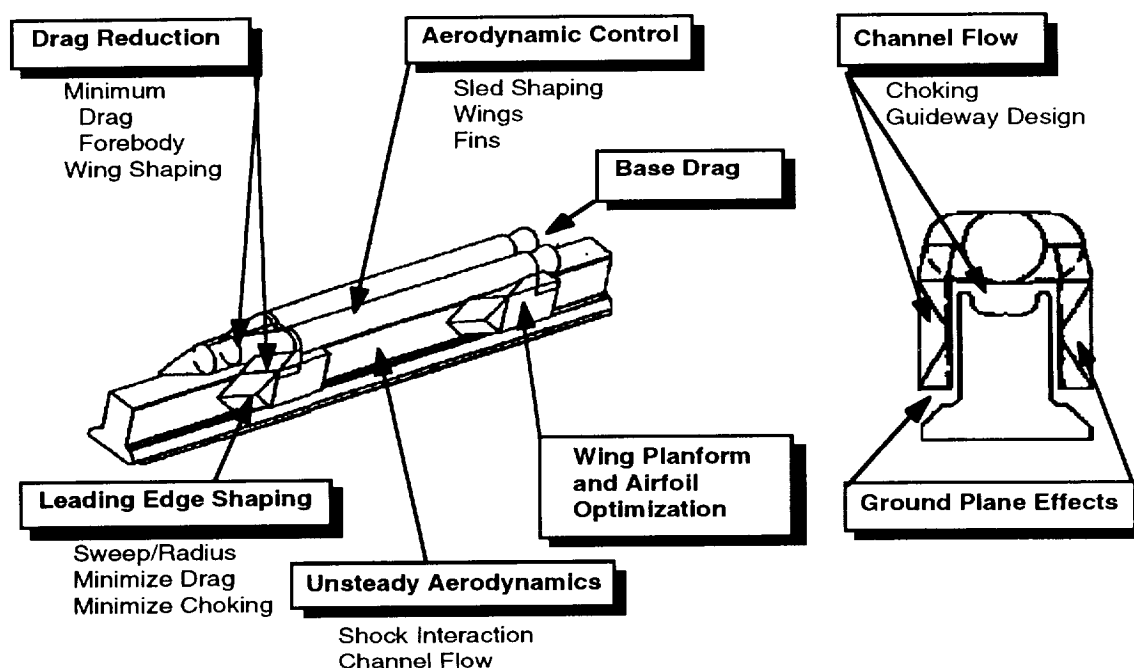 Drag Reduction
Minimum
Drag
Forebody
Wing Shaping
Aerodynamic Control
Sled Shaping
Wings
Fins
Base Drag
Channel Flow
Choking
Guideway Design
Leading Edge Shaping
Sweep/Radius
Minimize Drag
Minimize Choking
Unsteady Aerodynamics
Shock Interaction
Channel Flow
Wing Planform
and Airfoil
Optimization
Ground Plane Effects